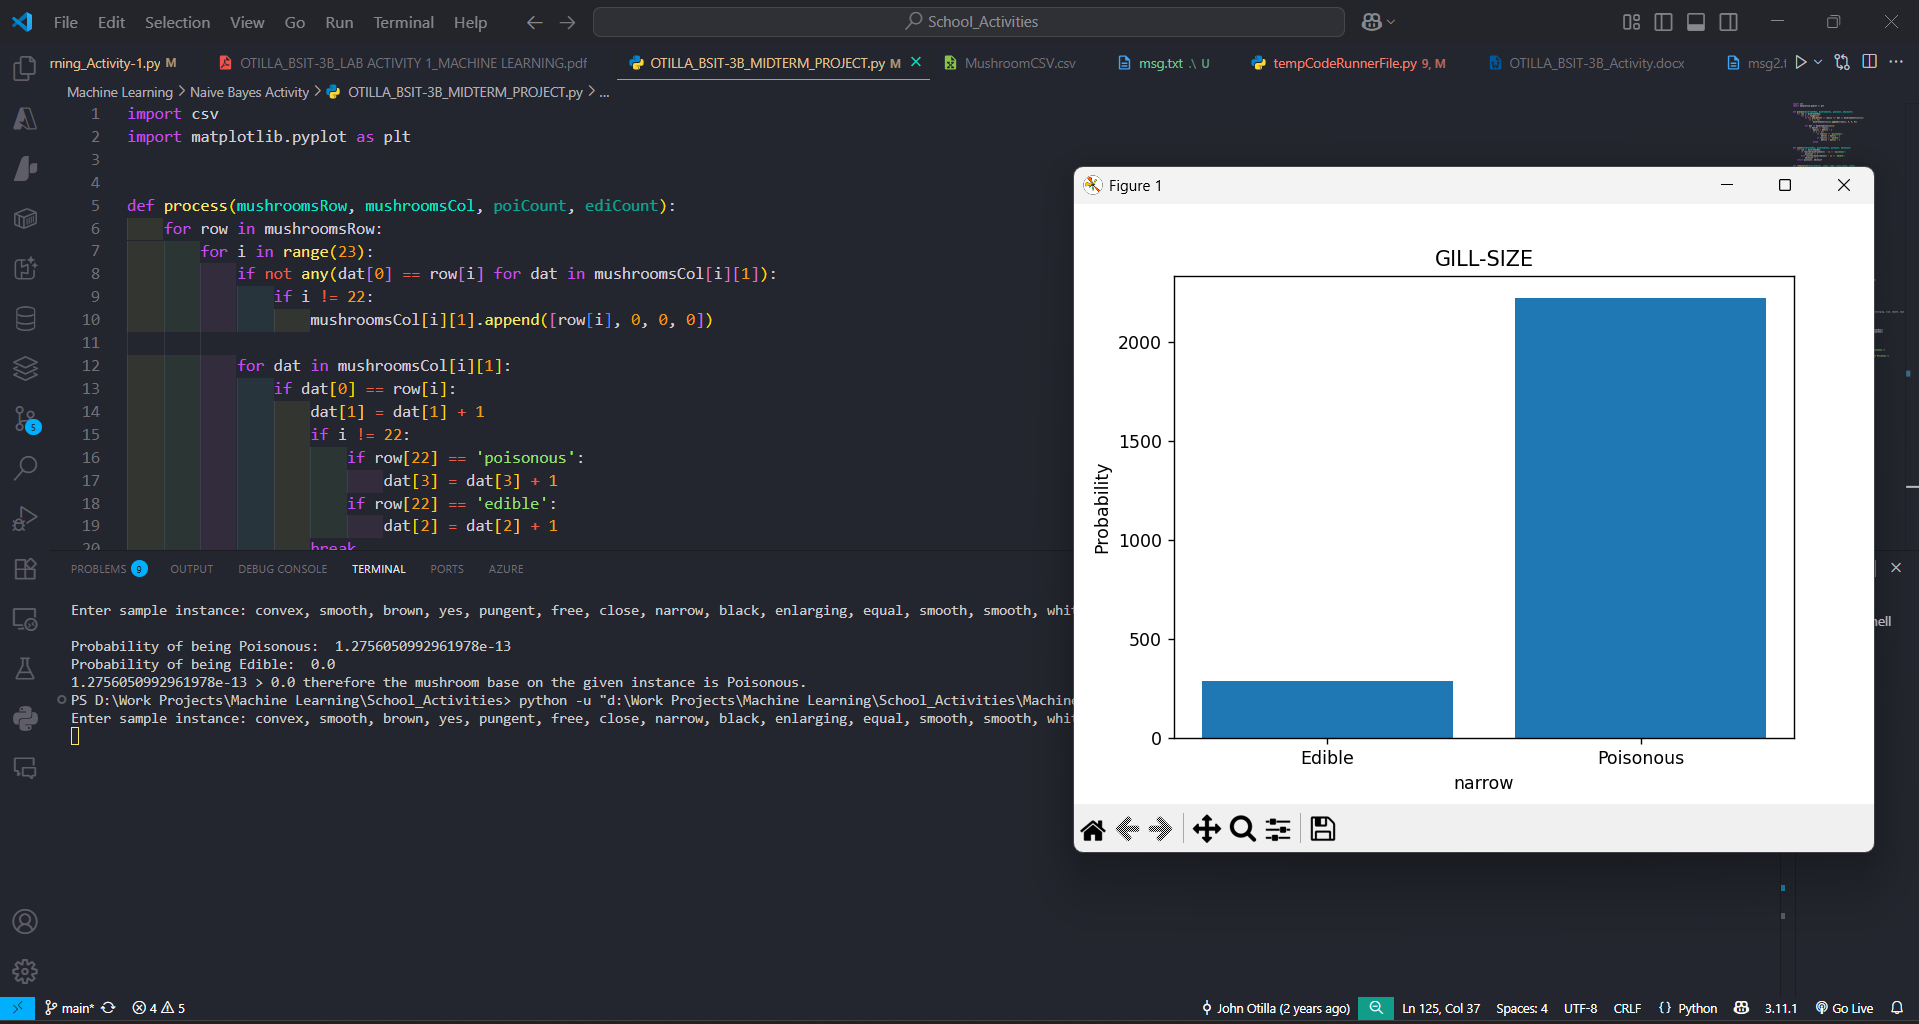 File Edit Selection View Go Run Terminal Help
School_Activities
rning_Activity-1.py M
OTILLA_BSIT-3B_LAB ACTIVITY 1_MACHINE LEARNING.pdf
OTILLA_BSIT-3B_MIDTERM_PROJECT.py M
MushroomCSV.csv
msg.txt .\ U
tempCodeRunnerFile.py 9, M
OTILLA_BSIT-3B_Activity.docx
msg2.t
Machine Learning > Naive Bayes Activity > OTILLA_BSIT-3B_MIDTERM_PROJECT.py > ...
1 import csv
2 import matplotlib.pyplot as plt
3
4
5 def process(mushroomsRow, mushroomsCol, poiCount, ediCount):
6 for row in mushroomsRow:
7 for i in range(23):
8 if not any(dat[0] == row[i] for dat in mushroomsCol[i][1]):
9 if i != 22:
10 mushroomsCol[i][1].append([row[i], 0, 0, 0])
11
12 for dat in mushroomsCol[i][1]:
13 if dat[0] == row[i]:
14 dat[1] = dat[1] + 1
15 if i != 22:
16 if row[22] == 'poisonous':
17 dat[3] = dat[3] + 1
18 if row[22] == 'edible':
19 dat[2] = dat[2] + 1
20 break
PROBLEMS 9 OUTPUT DEBUG CONSOLE TERMINAL PORTS AZURE
Enter sample instance: convex, smooth, brown, yes, pungent, free, close, narrow, black, enlarging, equal, smooth, smooth, whi
Probability of being Poisonous:  1.2756050992961978e-13
Probability of being Edible:  0.0
1.2756050992961978e-13 > 0.0 therefore the mushroom base on the given instance is Poisonous.
PS D:\Work Projects\Machine Learning\School_Activities> python -u "d:\Work Projects\Machine Learning\School_Activities\Machin
Enter sample instance: convex, smooth, brown, yes, pungent, free, close, narrow, black, enlarging, equal, smooth, smooth, whi
ell
Figure 1
GILL-SIZE
Probability
2000
1500
1000
500
0
Edible Poisonous
narrow
5
main* 4 5
John Otilla (2 years ago) Ln 125, Col 37 Spaces: 4 UTF-8 CRLF {} Python 3.11.1 Go Live